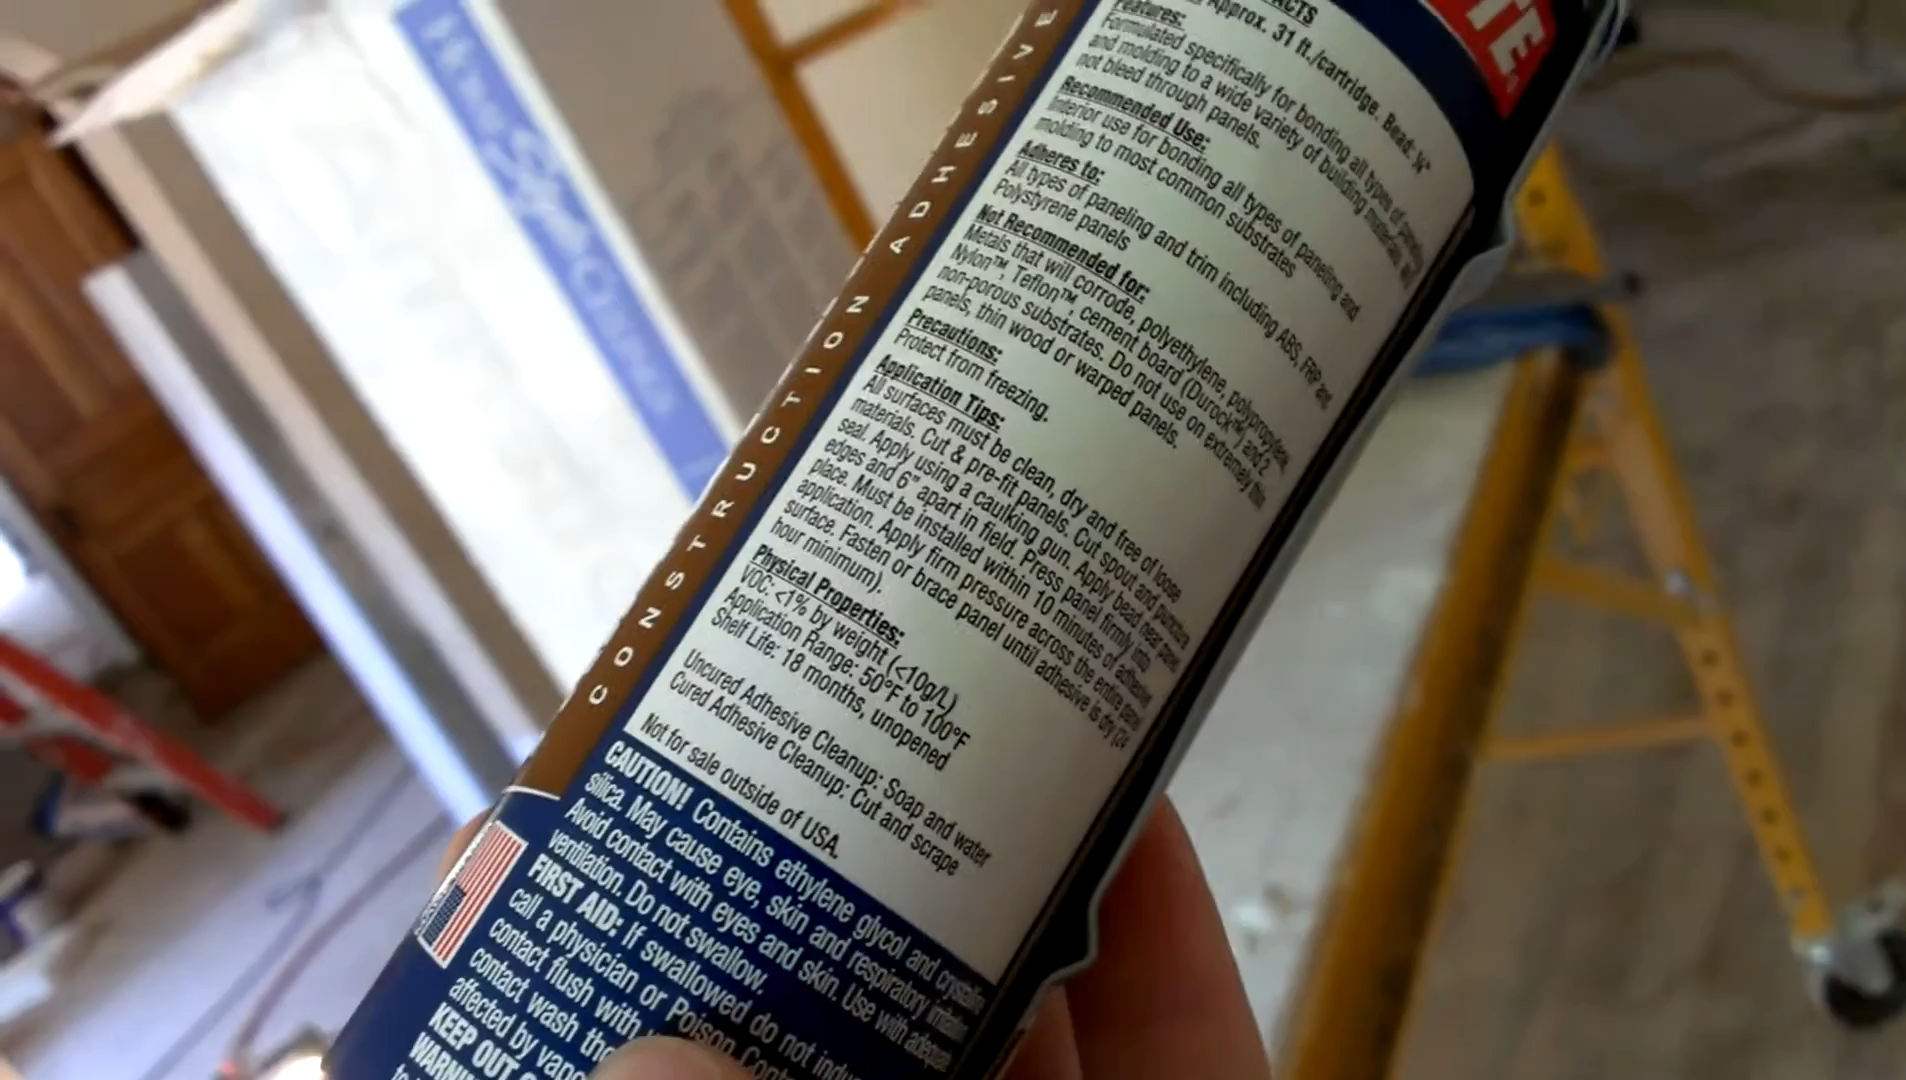 TE
ACTS
Approx. 31 ft./cartridge. Bead: ¼"
Features:
Formulated specifically for bonding all types of paneling
and molding to a wide variety of building materials. Will
not bleed through panels.
Recommended Use:
Interior use for bonding all types of paneling and
molding to most common substrates
Adheres to:
All types of paneling and trim including ABS, FRP and
Polystyrene panels
Not Recommended for:
Metals that will corrode, polyethylene, polypropylene,
Nylon™, Teflon™, cement board (Durock™) and 2
non-porous substrates. Do not use on extremely thin
panels, thin wood or warped panels.
Precautions:
Protect from freezing.
Application Tips:
All surfaces must be clean, dry and free of loose
materials. Cut & pre-fit panels. Cut spout and puncture
seal. Apply using a caulking gun. Apply bead near panel
edges and 6" apart in field. Press panel firmly into
place. Must be installed within 10 minutes of adhesive
application. Apply firm pressure across the entire panel
surface. Fasten or brace panel until adhesive is dry (24
hour minimum).
Physical Properties:
VOC: <1% by weight (<10g/L)
Application Range: 50°F to 100°F
Shelf Life: 18 months, unopened
Uncured Adhesive Cleanup: Soap and water
Cured Adhesive Cleanup: Cut and scrape
Not for sale outside of USA.
CAUTION! Contains ethylene glycol and crystalline
silica. May cause eye, skin and respiratory irritation.
Avoid contact with eyes and skin. Use with adequate
ventilation. Do not swallow.
FIRST AID: If swallowed do not
call a physician or Poison
contact flush with
contact wash
affected by
KEEP OUT
CONSTRUCTION ADHESIVE